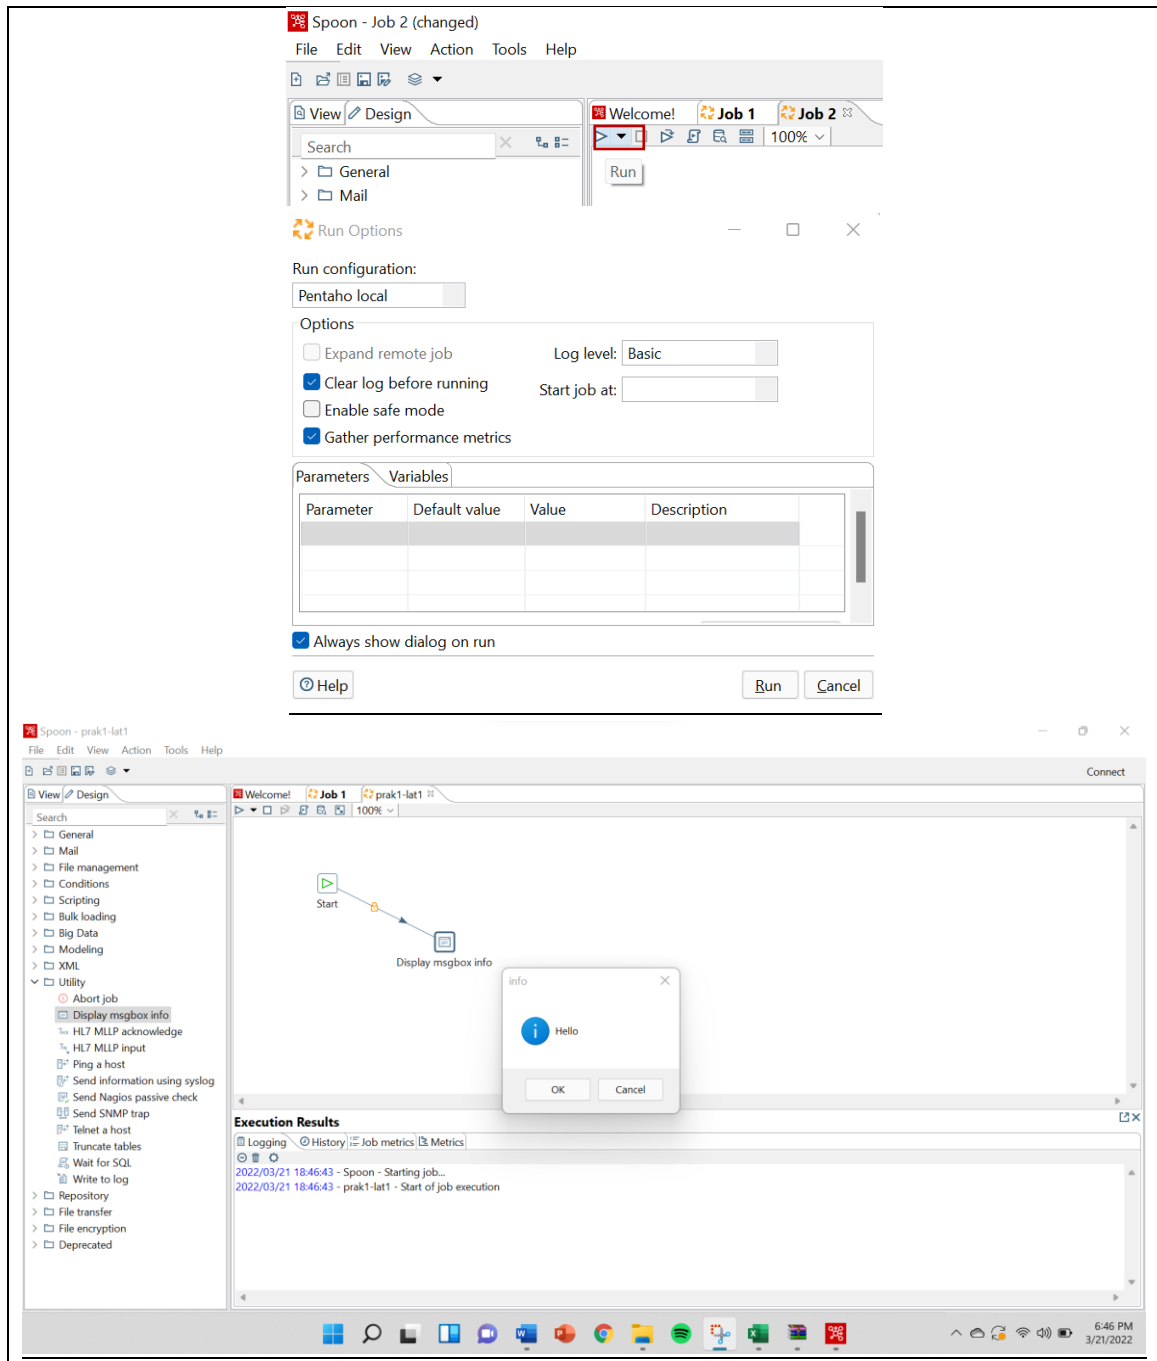 Spoon - Job 2 (changed)
File Edit View Action Tools Help
View Design
Welcome! Job 1 Job 2
Search
100%
General
Run
Mail
Run Options
Run configuration:
Pentaho local
Options
Expand remote job
Log level: Basic
Clear log before running
Start job at:
Enable safe mode
Gather performance metrics
Parameters Variables
Parameter Default value Value Description
Always show dialog on run
Help Run Cancel
Spoon - prak1-lat1
File Edit View Action Tools Help
Connect
View Design
Welcome! Job 1 prak1-lat1
Search
100%
General
Mail
File management
Conditions
Scripting
Bulk loading
Big Data
Modeling
XML
Utility
Abort job
Display msgbox info
HL7 MLLP acknowledge
HL7 MLLP input
Ping a host
Send information using syslog
Send Nagios passive check
Send SNMP trap
Telnet a host
Truncate tables
Wait for SQL
Write to log
Repository
File transfer
File encryption
Deprecated
Start
Display msgbox info
info
Hello
OK Cancel
Execution Results
Logging History Job metrics Metrics
2022/03/21 18:46:43 - Spoon - Starting job...
2022/03/21 18:46:43 - prak1-lat1 - Start of job execution
6:46 PM
3/21/2022